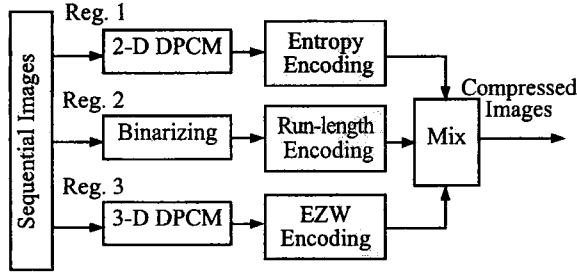 Sequential Images
Reg. 1
2-D DPCM
Entropy
Encoding
Reg. 2
Binarizing
Run-length
Encoding
Reg. 3
3-D DPCM
EZW
Encoding
Mix
Compressed
Images